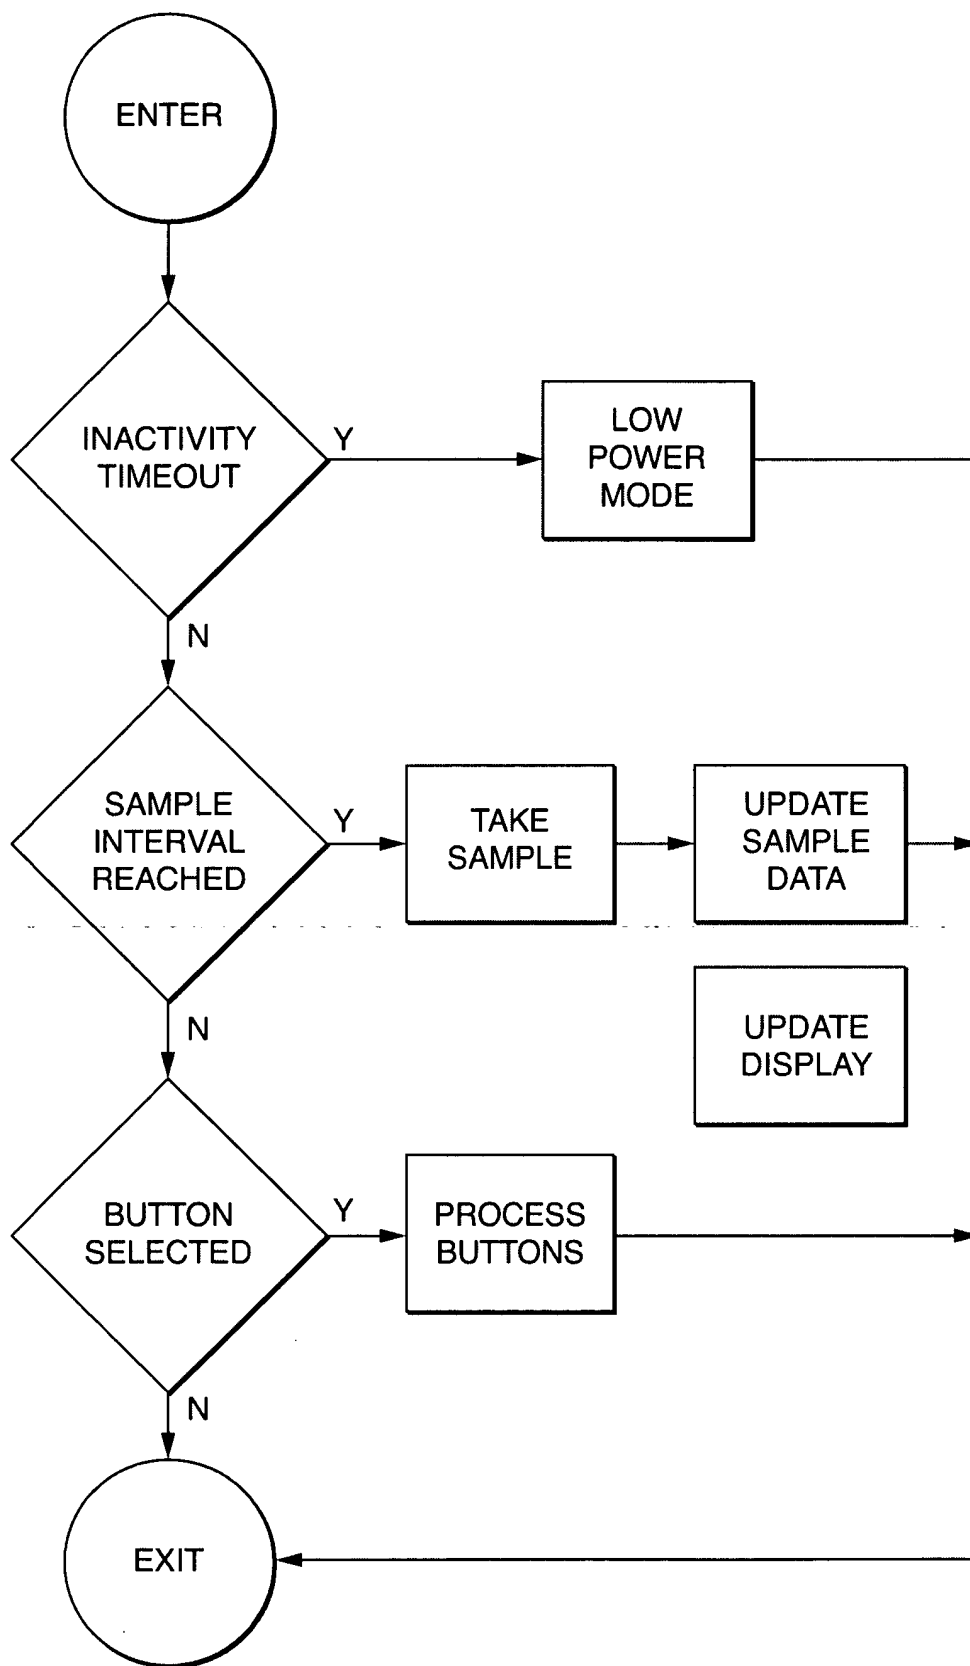 ENTER
INACTIVITY
TIMEOUT
Y
LOW
POWER
MODE
N
SAMPLE
INTERVAL
REACHED
Y
TAKE
SAMPLE
UPDATE
SAMPLE
DATA
N
UPDATE
DISPLAY
BUTTON
SELECTED
Y
PROCESS
BUTTONS
N
EXIT